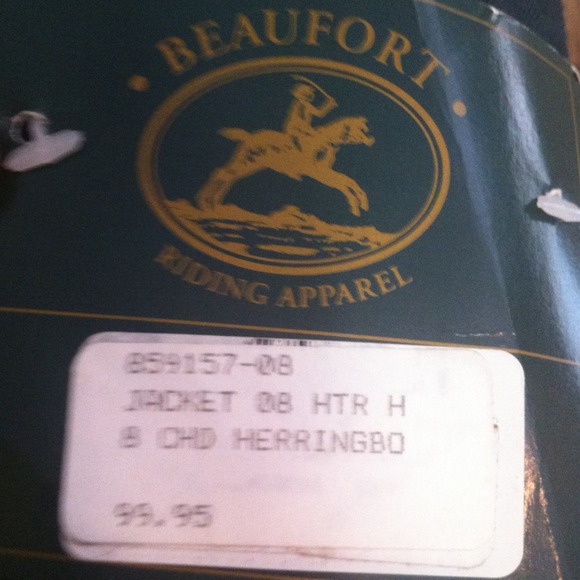 BEAUFORT
RIDING APPAREL
859157-08
JACKET 08 HTR H
8 CHD HERRINGBO
99.95